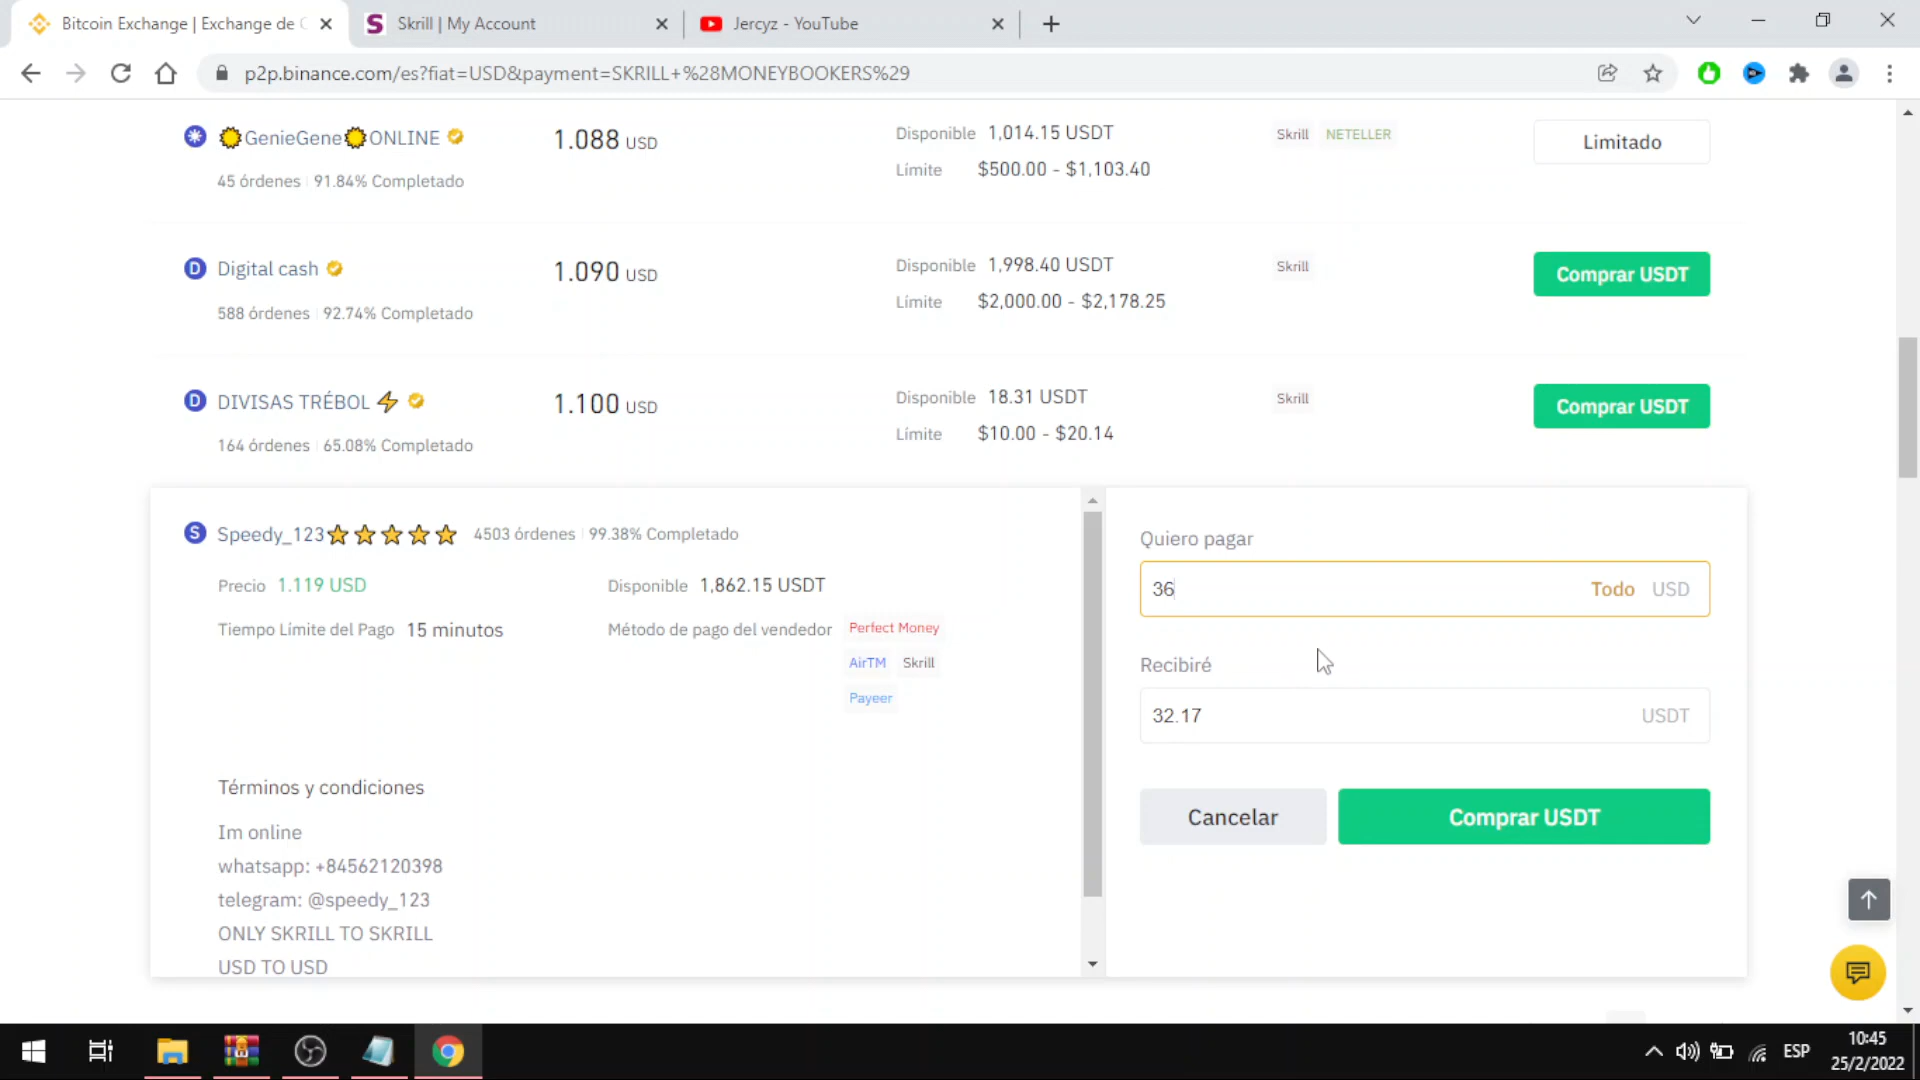 Bitcoin Exchange | Exchange de C
Skrill | My Account
Jercyz - YouTube
p2p.binance.com/es?fiat=USD&payment=SKRILL+%28MONEYBOOKERS%29
GenieGene ONLINE
1.088 USD
Disponible 1,014.15 USDT
Skrill NETELLER
Limitado
45 órdenes | 91.84% Completado
Límite $500.00 - $1,103.40
D Digital cash
1.090 USD
Disponible 1,998.40 USDT
Skrill
Comprar USDT
588 órdenes | 92.74% Completado
Límite $2,000.00 - $2,178.25
D DIVISAS TRÉBOL
1.100 USD
Disponible 18.31 USDT
Skrill
Comprar USDT
164 órdenes | 65.08% Completado
Límite $10.00 - $20.14
S Speedy_123 4503 órdenes | 99.38% Completado
Precio 1.119 USD
Disponible 1,862.15 USDT
Tiempo Límite del Pago 15 minutos
Método de pago del vendedor Perfect Money
AirTM Skrill
Payeer
Términos y condiciones
Im online
whatsapp: +84562120398
telegram: @speedy_123
ONLY SKRILL TO SKRILL
USD TO USD
Quiero pagar
36 Todo USD
Recibiré
32.17 USDT
Cancelar
Comprar USDT
ESP
10:45
25/2/2022